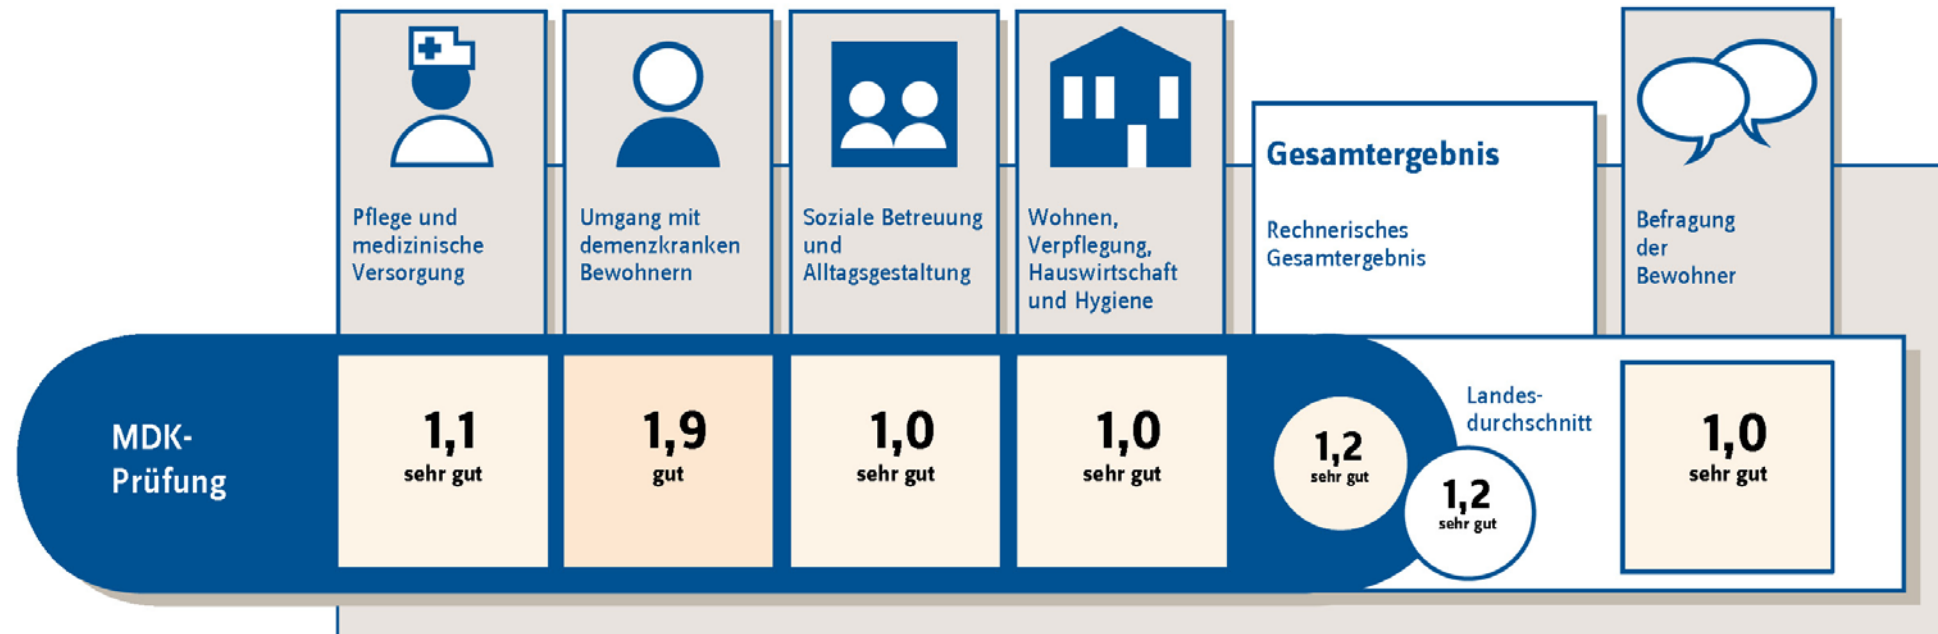 Pflege und
medizinische
Versorgung
Umgang mit
demenzkranken
Bewohnern
Soziale Betreuung
und
Alltagsgestaltung
Wohnen,
Verpflegung,
Hauswirtschaft
und Hygiene
Gesamtergebnis
Rechnerisches
Gesamtergebnis
Befragung
der
Bewohner
MDK-
Prüfung
1,1
sehr gut
1,9
gut
1,0
sehr gut
1,0
sehr gut
1,2
sehr gut
Landes-
durchschnitt
1,2
sehr gut
1,0
sehr gut